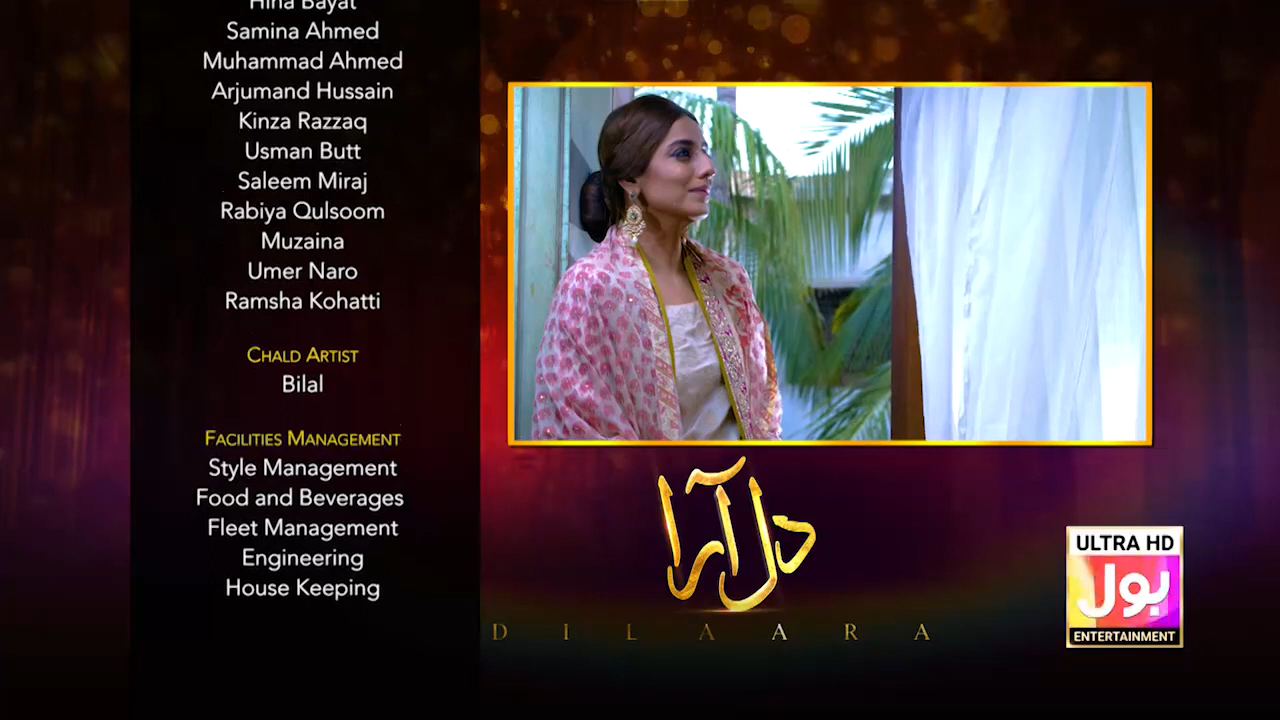 Hina Bayat
Samina Ahmed
Muhammad Ahmed
Arjumand Hussain
Kinza Razzaq
Usman Butt
Saleem Miraj
Rabiya Qulsoom
Muzaina
Umer Naro
Ramsha Kohatti
CHALD ARTIST
Bilal
FACILITIES MANAGEMENT
Style Management
Food and Beverages
Fleet Management
Engineering
House Keeping
دل آرا
DILAARA
ULTRA HD
بول
ENTERTAINMENT